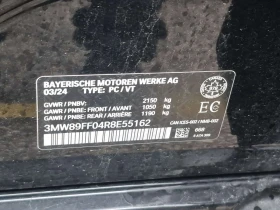 BAYERISCHE MOTOREN WERKE AG
03/24 TYPE: PC / VT
GVWR / PNBV: 2150 kg
GAWR / PNBE: FRONT / AVANT 1050 kg
GAWR / PNBE: REAR / ARRIÈRE 1190 kg
3MW89FF04R8E55162
EC
668